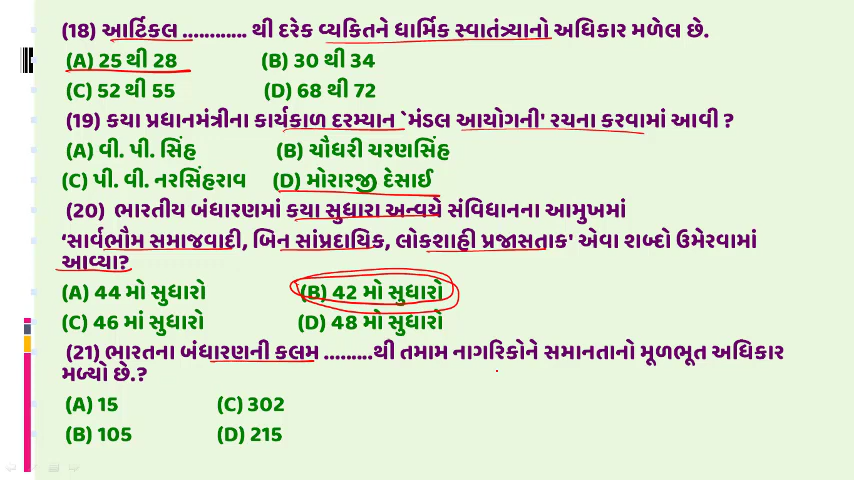 (18) આર્ટિકલ ............ થી દરેક વ્યકિતને ધાર્મિક સ્વાતંત્ર્યાનો અધિકાર મળેલ છે.
(A) 25 થી 28 (B) 30 થી 34
(C) 52 થી 55 (D) 68 થી 72
(19) કયા પ્રધાનમંત્રીના કાર્યકાળ દરમ્યાન `મંડલ આયોગની' રચના કરવામાં આવી ?
(A) વી. પી. સિંહ (B) ચૌધરી ચરણસિંહ
(C) પી. વી. નરસિંહરાવ (D) મોરારજી દેસાઈ
(20) ભારતીય બંધારણમાં કયા સુધારા અન્વયે સંવિધાનના આમુખમાં
‘સાર્વભૌમ સમાજવાદી, બિન સાંપ્રદાયિક, લોકશાહી પ્રજાસતાક' એવા શબ્દો ઉમેરવામાં
આવ્યા?
(A) 44 મો સુધારો (B) 42 મો સુધારો
(C) 46 માં સુધારો (D) 48 મો સુધારો
(21) ભારતના બંધારણની કલમ .........થી તમામ નાગરિકોને સમાનતાનો મૂળભૂત અધિકાર
મળ્યો છે.?
(A) 15 (C) 302
(B) 105 (D) 215